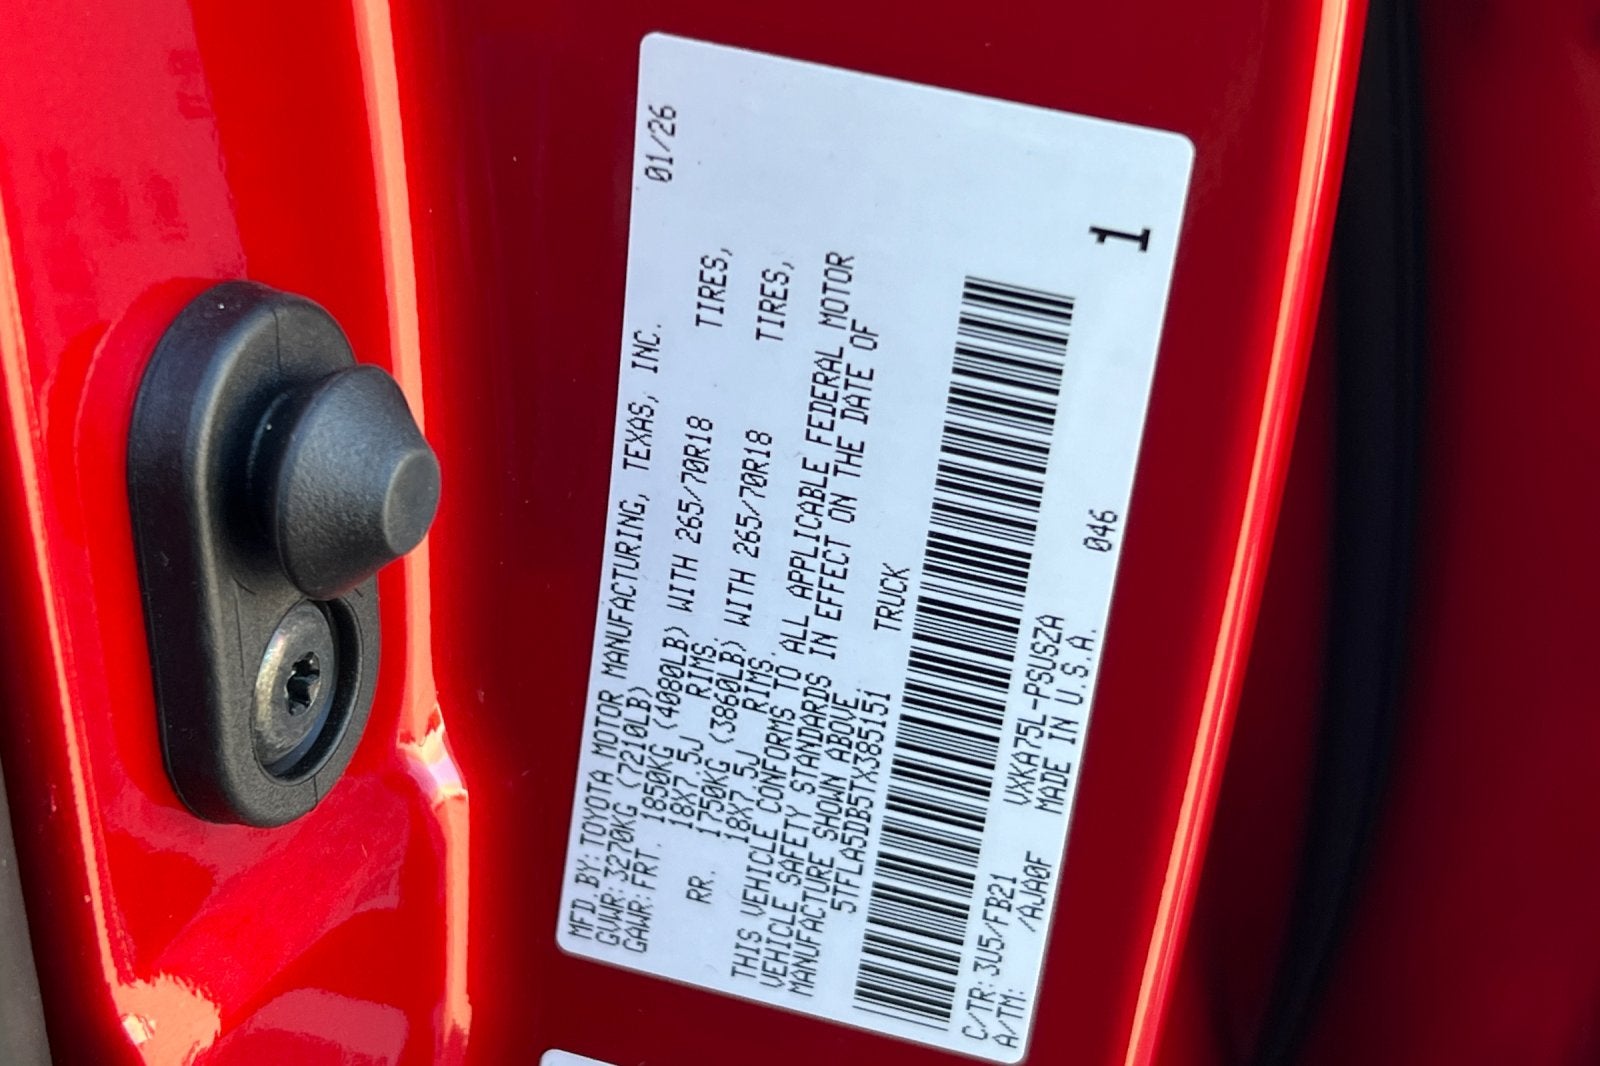 MFD.BY:TOYOTA MOTOR MANUFACTURING, TEXAS, INC. 01/26
GVWR:3270KG (7210LB)
GAWR:FRT. 1850KG (4080LB) WITH 265/70R18 TIRES,
18X7.5J RIMS.
RR. 1750KG (3860LB) WITH 265/70R18 TIRES,
18X7.5J RIMS.
THIS VEHICLE CONFORMS TO ALL APPLICABLE FEDERAL MOTOR
VEHICLE SAFETY STANDARDS IN EFFECT ON THE DATE OF
MANUFACTURE SHOWN ABOVE.
5TFLA5DB5TX385151 TRUCK
C/TR:3U5/FB21 VXKA75L-PSUSZA
A/TM: /AJA0F MADE IN U.S.A. 046
1